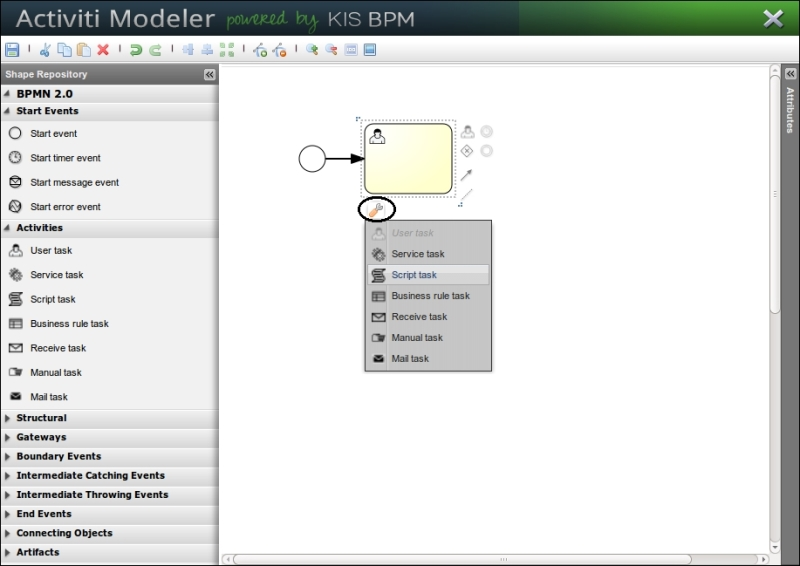 Activiti Modeler powered by KIS BPM
Shape Repository
BPMN 2.0
Start Events
Start event
Start timer event
Start message event
Start error event
Activities
User task
Service task
Script task
Business rule task
Receive task
Manual task
Mail task
Structural
Gateways
Boundary Events
Intermediate Catching Events
Intermediate Throwing Events
End Events
Connecting Objects
Artifacts
User task
Service task
Script task
Business rule task
Receive task
Manual task
Mail task
Attributes